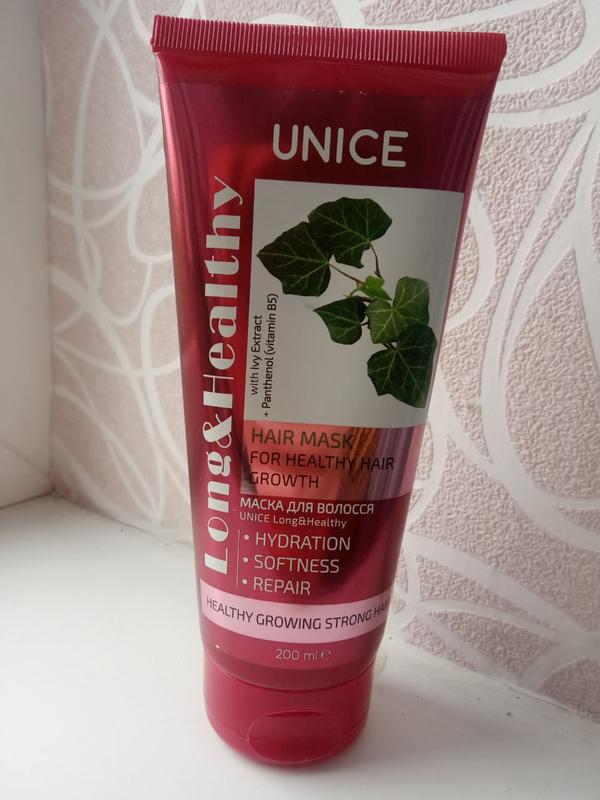 UNICE
Long&Healthy
with Ivy Extract
+ Panthenol (vitamin B5)
HAIR MASK
FOR HEALTHY HAIR
GROWTH
МАСКА ДЛЯ ВОЛОССЯ
UNICE Long&Healthy
• HYDRATION
• SOFTNESS
• REPAIR
HEALTHY GROWING STRONG
200 ml ℮